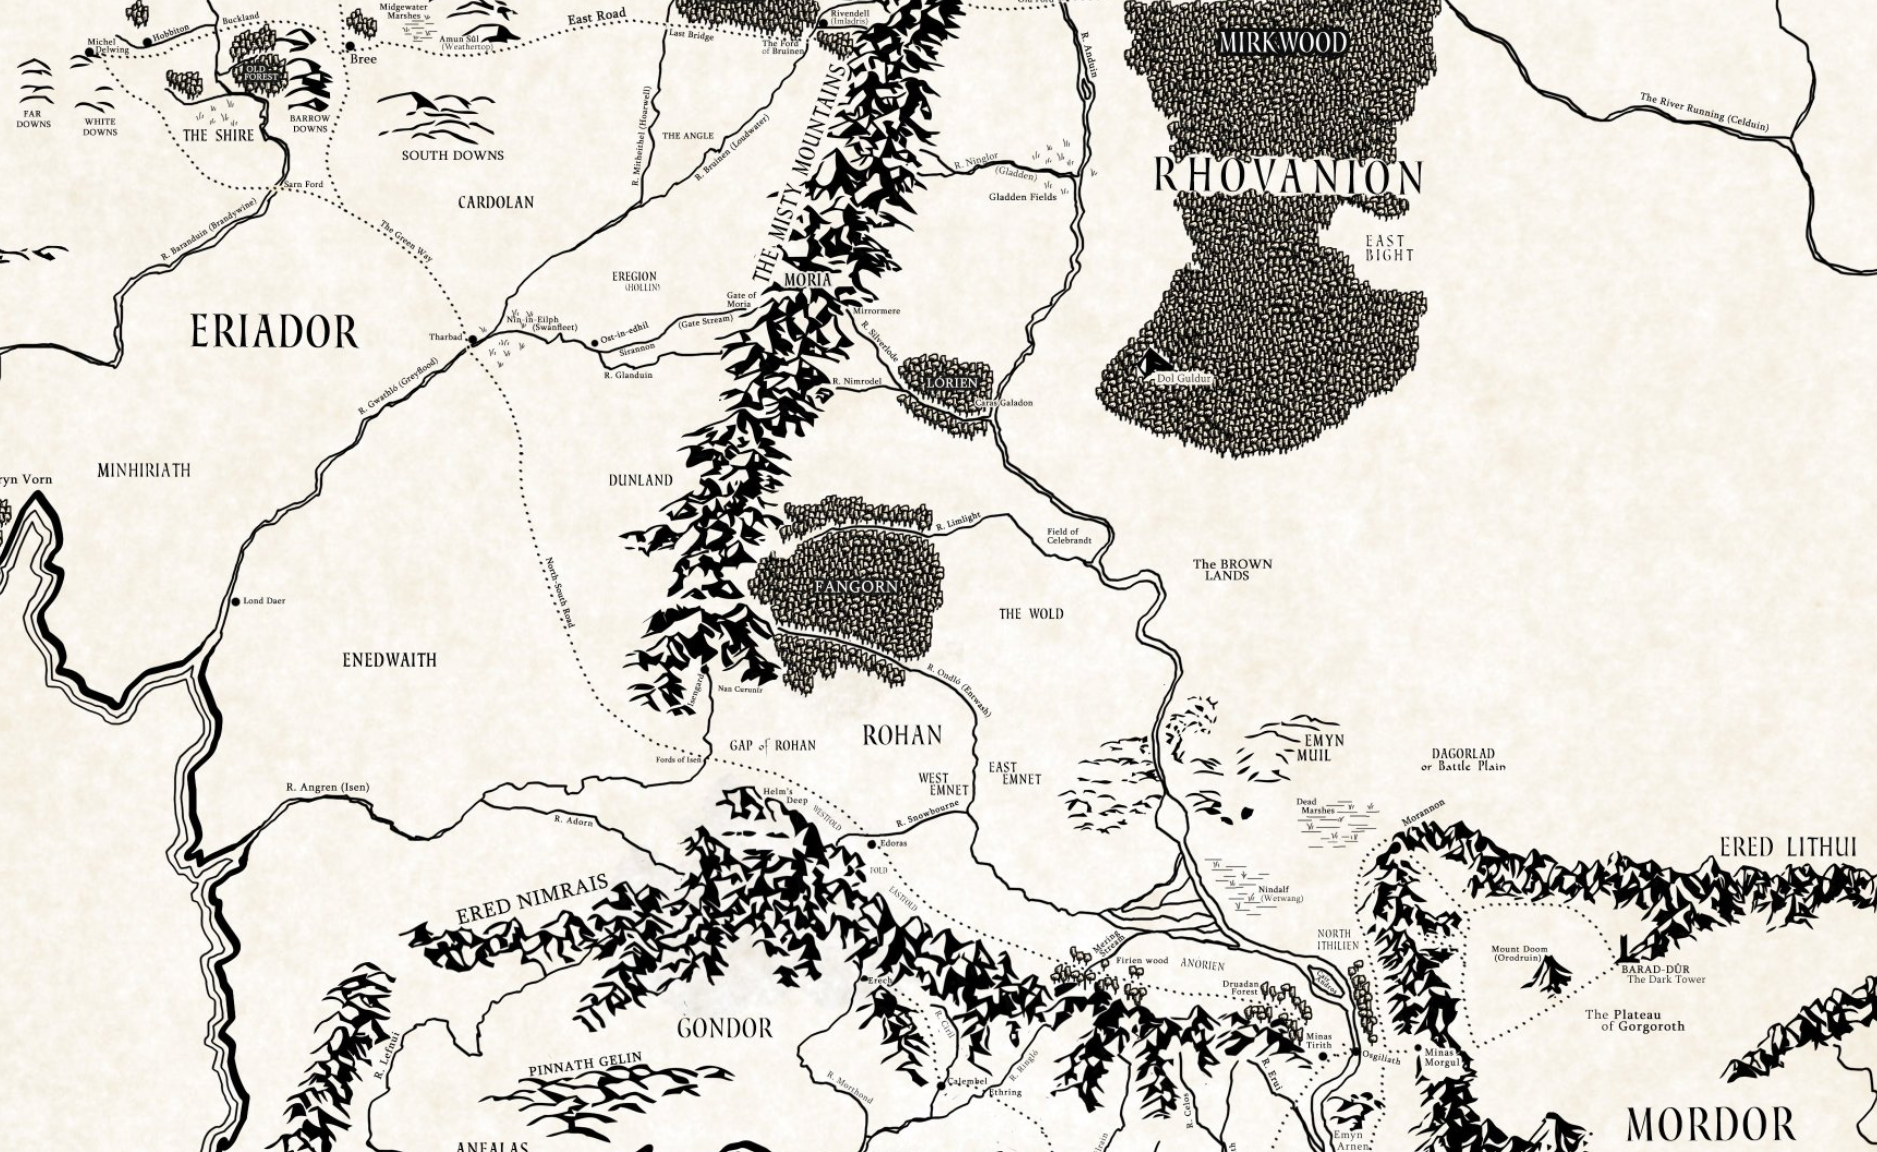 Midgewater
Marshes
Buckland
Hobbiton
Michel
Delwing
Bree
Amun Sûl
(Weathertop)
East Road
Last Bridge
The Ford
of Bruinen
Rivendell
(Imladris)
R. Anduin
MIRKWOOD
The River Running (Celduin)
OLD
FOREST
FAR
DOWNS
WHITE
DOWNS
THE SHIRE
BARROW
DOWNS
SOUTH DOWNS
R. Mitheithel (Hoarwell)
THE ANGLE
R. Bruinen (Loudwater)
THE MISTY MOUNTAINS
R. Ninglor
(Gladden)
Gladden Fields
RHOVANION
EAST
BIGHT
Sarn Ford
CARDOLAN
R. Baranduin (Brandywine)
The Green Way
EREGION
(HOLLIN)
MORIA
Gate of
Moria
Mirrormere
ERIADOR
Tharbad
Nin-in-Eilph
(Swanfleet)
Ost-in-edhil
(Gate Stream)
Sirannon
R. Glanduin
R. Silverlode
R. Nimrodel
LORIEN
Caras Galadon
Dol Guldur
R. Gwathló (Greyflood)
MINHIRIATH
ryn Vorn
DUNLAND
R. Limlight
Field of
Celebrandt
The BROWN
LANDS
FANGORN
THE WOLD
North-South Road
Lond Daer
ENEDWAITH
Isengard
Nan Curunir
R. Ondló (Entwash)
GAP of ROHAN
ROHAN
Fords of Isen
WEST
EMNET
EAST
EMNET
EMYN
MUIL
DAGORLAD
or Battle Plain
R. Angren (Isen)
R. Adorn
Helm's
Deep
WESTFOLD
R. Snowbourne
Edoras
Dead
Marshes
Morannon
ERED LITHUI
FOLD
EASTFOLD
ERED NIMRAIS
Nindalf
(Wetwang)
NORTH
ITHILIEN
Mering
Stream
Firien wood
ANORIEN
Druadan
Forest
Cair
Andros
Mount Doom
(Orodruin)
BARAD-DÛR
The Dark Tower
The Plateau
of Gorgoroth
Erech
GONDOR
R. Ciril
R. Ringló
R. Lefnui
PINNATH GELIN
R. Morthond
Calembel
Ethring
R. Celos
R. Erui
Minas
Tirith
Osgiliath
Minas
Morgul
Emyn
Arnen
MORDOR
ANFALAS